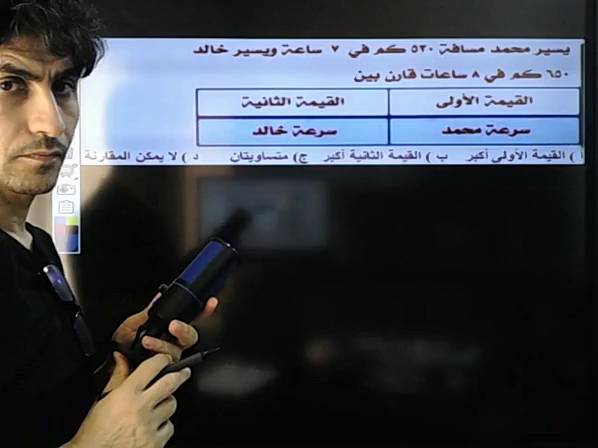 يسير محمد مسافة ٥٢٠ كم في ٧ ساعة ويسير خالد
٦٥٠ كم في ٨ ساعات قارن بين
القيمة الأولى القيمة الثانية
سرعة محمد سرعة خالد
أ) القيمة الأولى أكبر ب) القيمة الثانية أكبر ج) متساويتان د) لا يمكن المقارنة